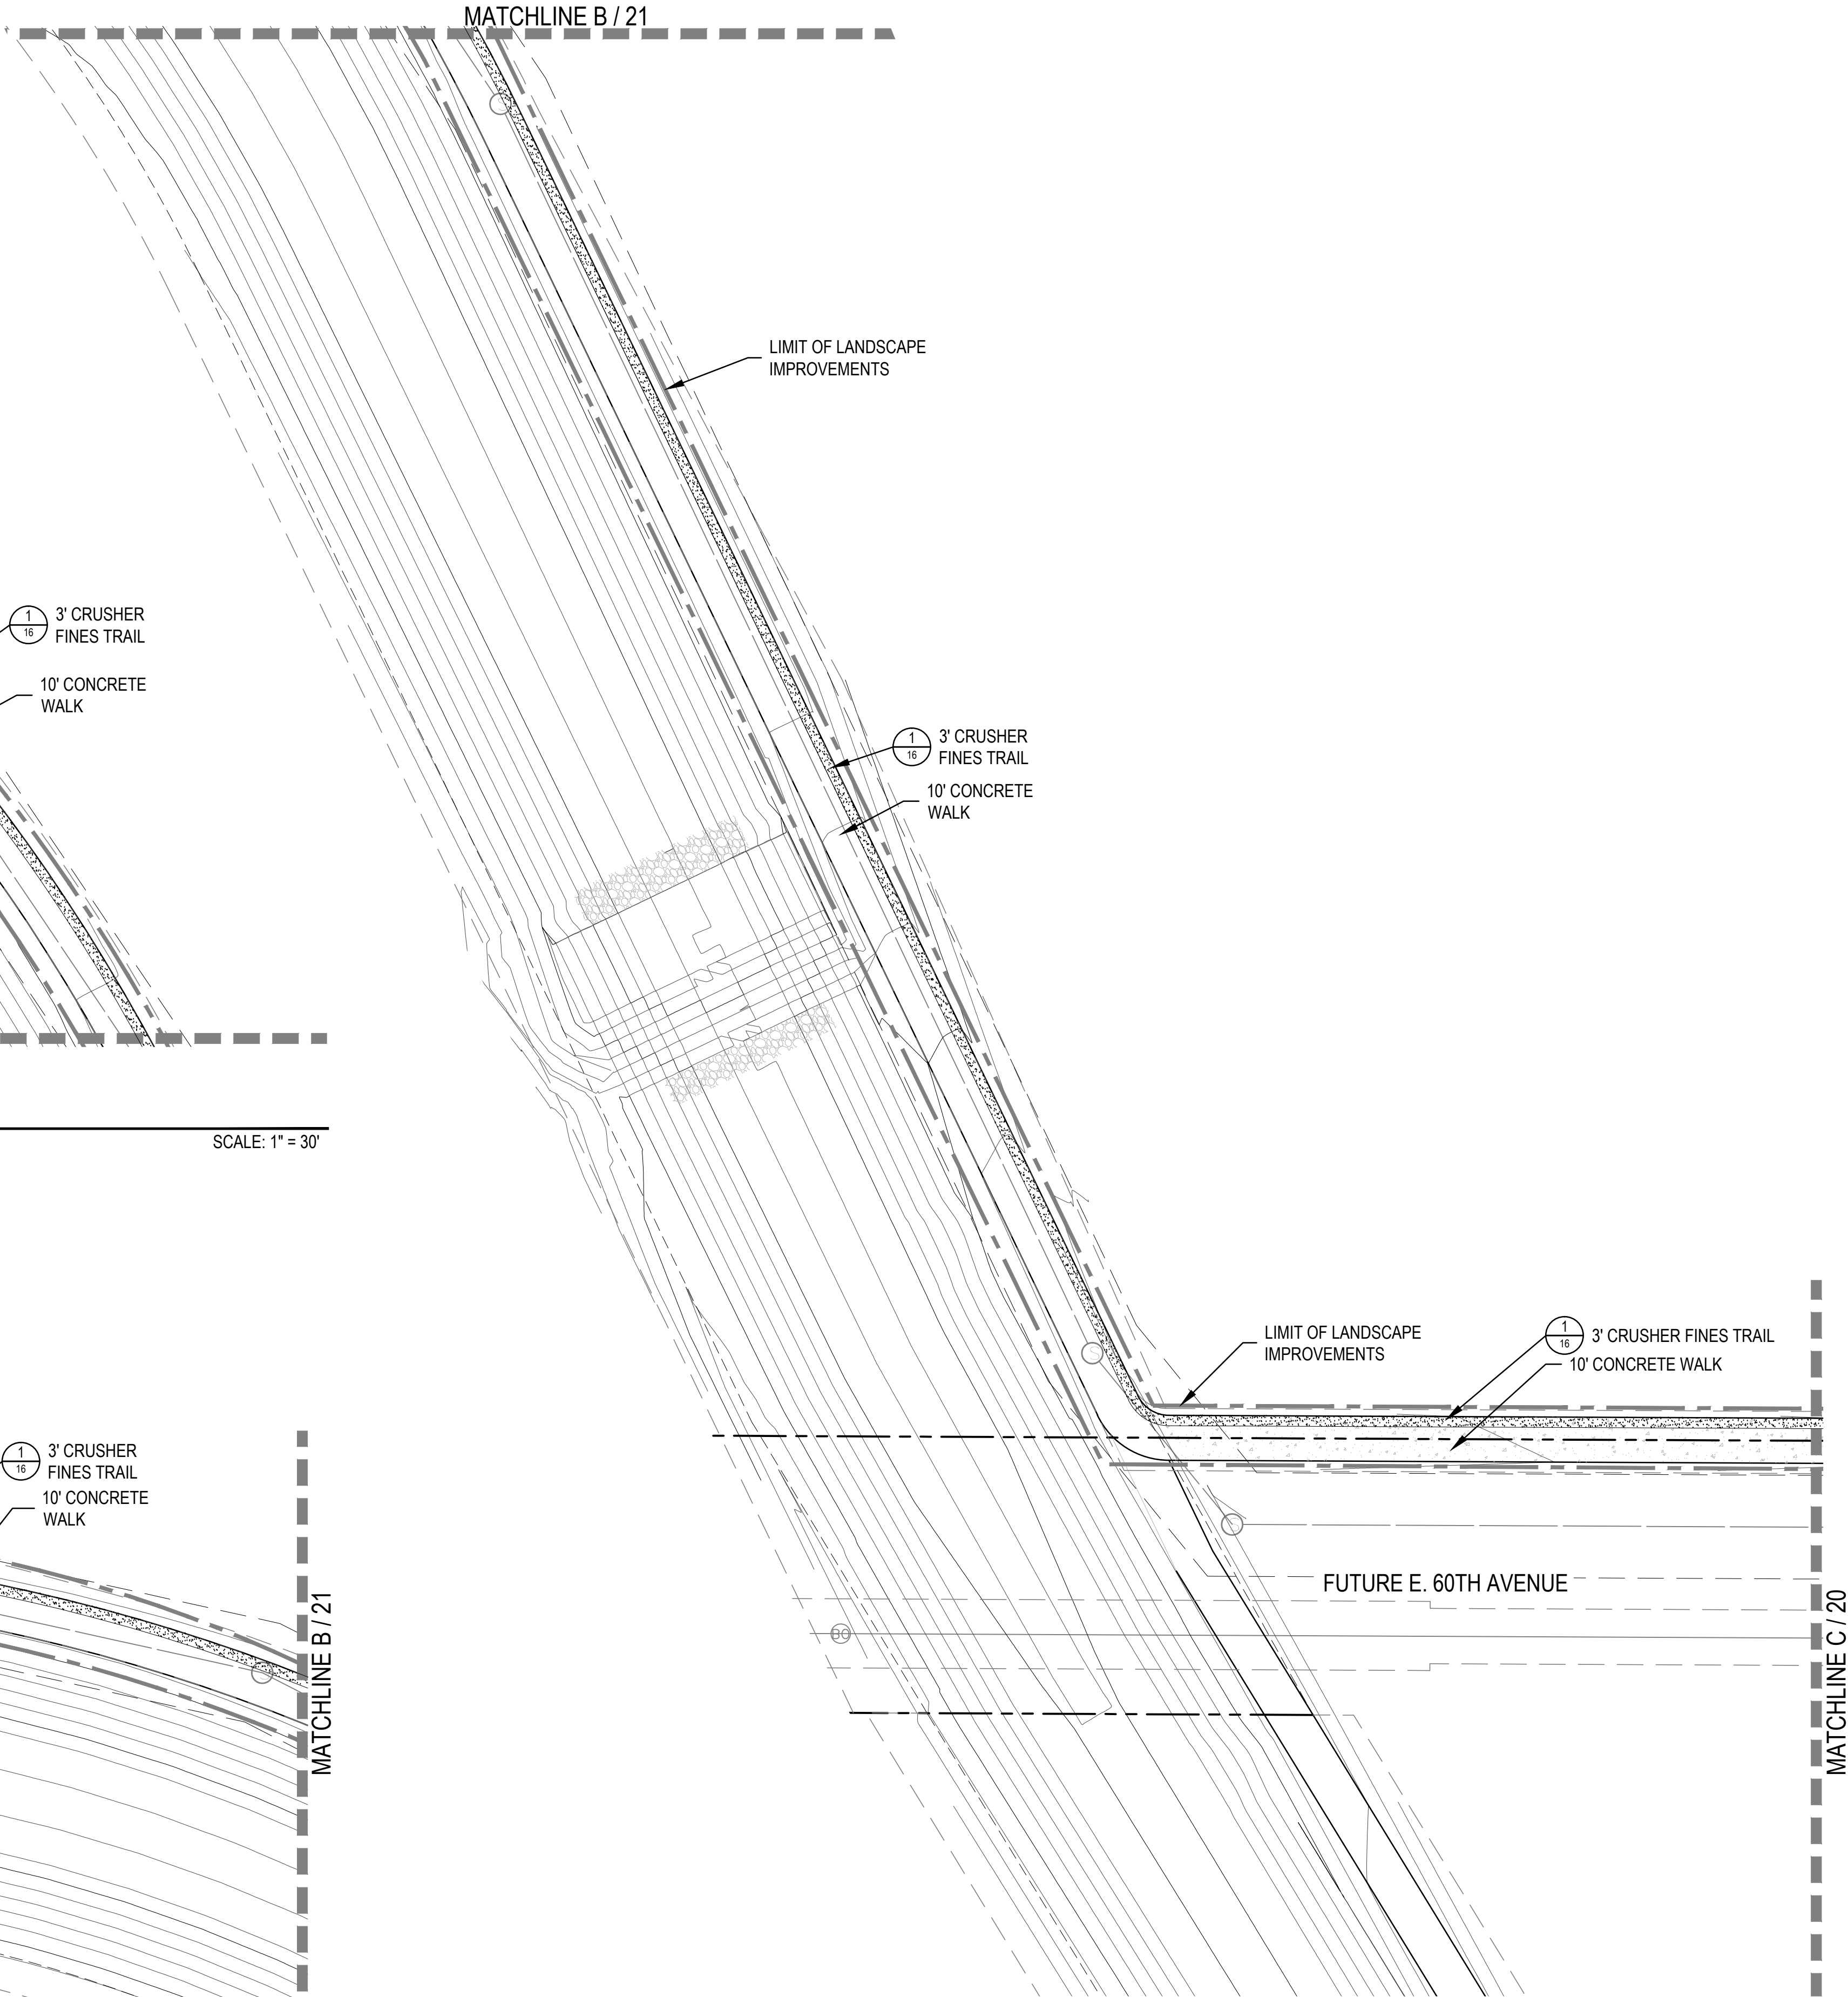 MATCHLINE B / 21
LIMIT OF LANDSCAPE
IMPROVEMENTS
1
16
3' CRUSHER
FINES TRAIL
10' CONCRETE
WALK
1
16
3' CRUSHER
FINES TRAIL
10' CONCRETE
WALK
SCALE: 1" = 30'
LIMIT OF LANDSCAPE
IMPROVEMENTS
1
16
3' CRUSHER FINES TRAIL
10' CONCRETE WALK
1
16
3' CRUSHER
FINES TRAIL
10' CONCRETE
WALK
MATCHLINE B / 21
FUTURE E. 60TH AVENUE
MATCHLINE C / 20